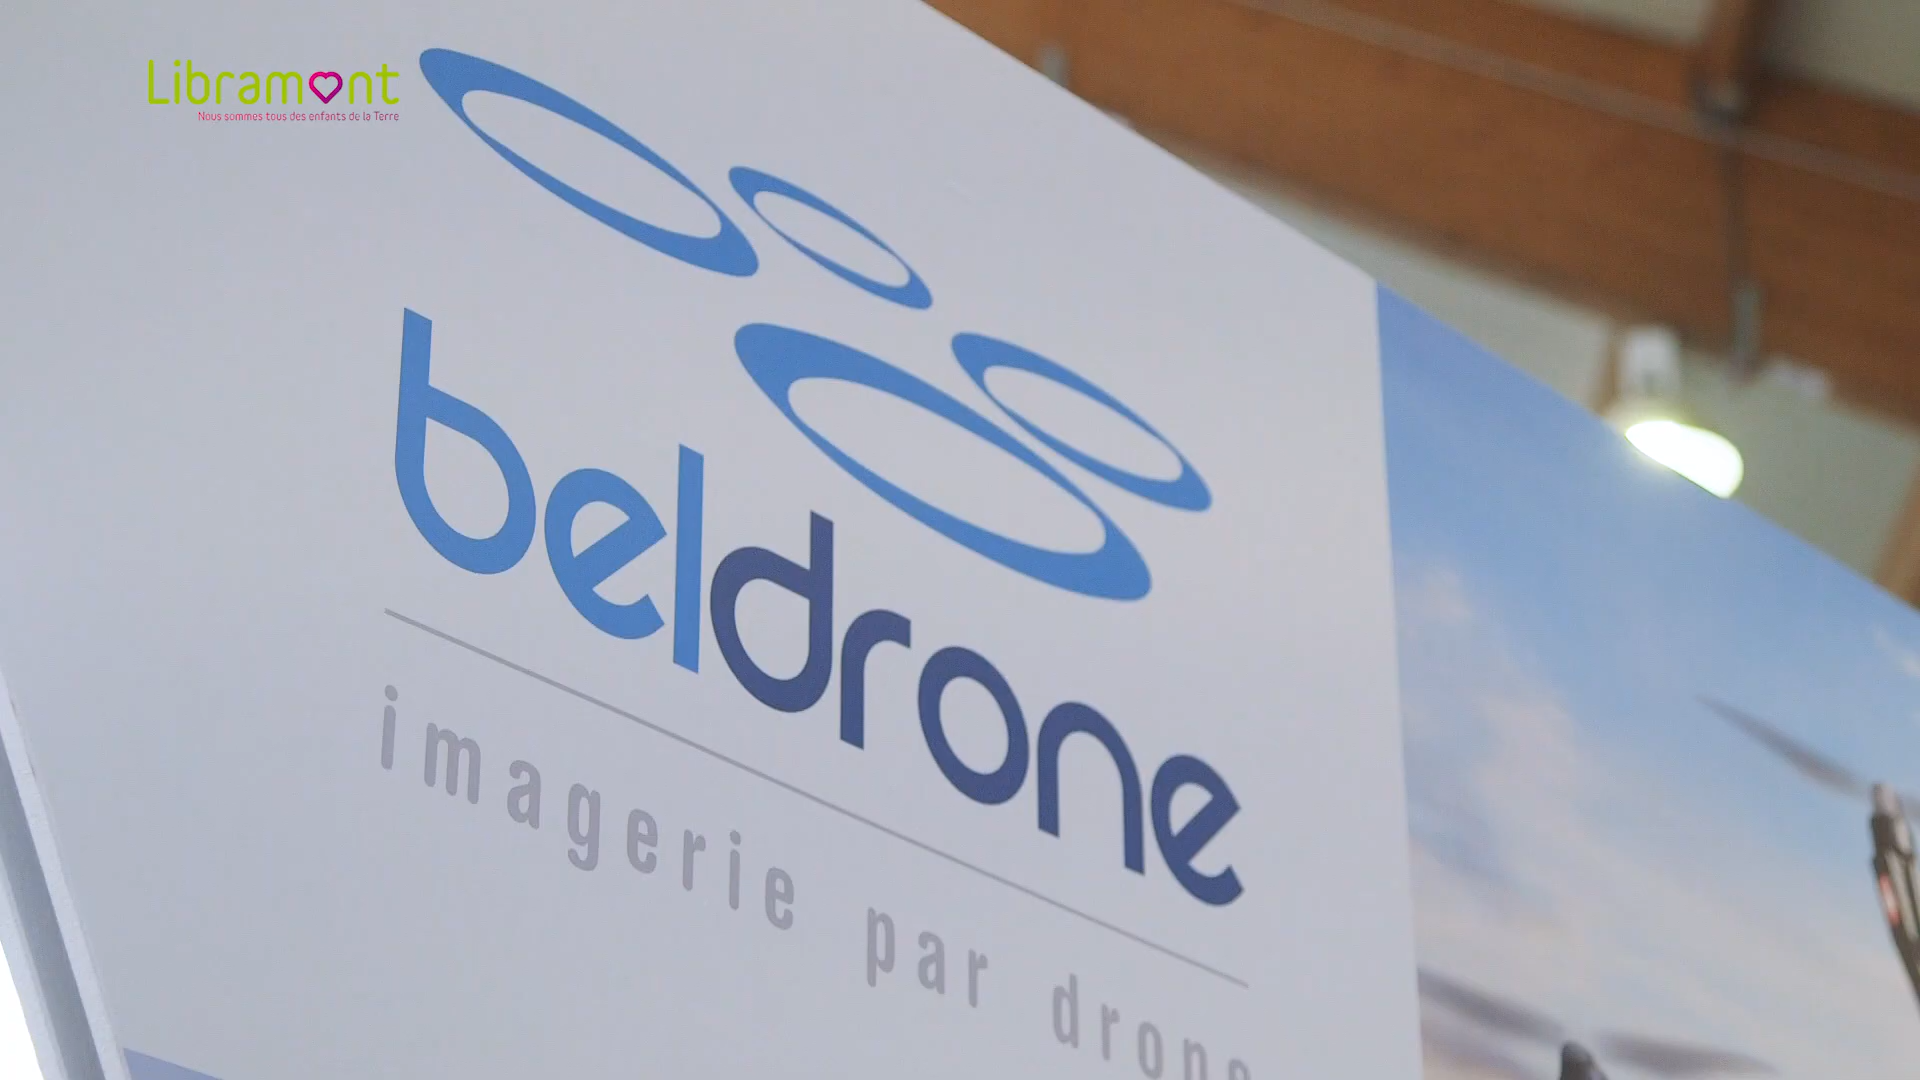 Libramont
Nous sommes tous des enfants de la Terre
beldrone
imagerie par drone